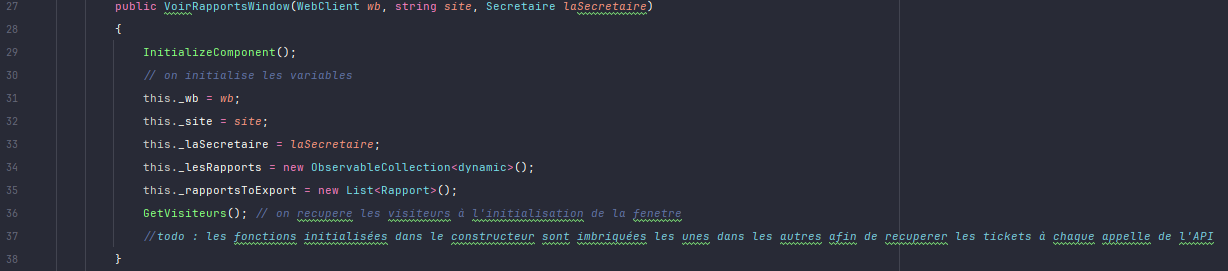 27 public VoirRapportsWindow(WebClient wb, string site, Secretaire laSecretaire)
28 {
29 InitializeComponent();
30 // on initialise les variables
31 this._wb = wb;
32 this._site = site;
33 this._laSecretaire = laSecretaire;
34 this._lesRapports = new ObservableCollection<dynamic>();
35 this._rapportsToExport = new List<Rapport>();
36 GetVisiteurs(); // on recupere les visiteurs à l'initialisation de la fenetre
37 //todo : les fonctions initialisées dans le constructeur sont imbriquées les unes dans les autres afin de recuperer les tickets à chaque appelle de l'API
38 }